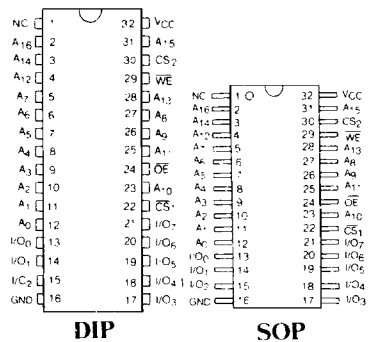 NC 1 32 VCC
A16 2 31 A15
A14 3 30 CS2
A12 4 29 WE
A7 5 28 A13
A6 6 27 A8
A5 7 26 A9
A4 8 25 A11
A3 9 24 OE
A2 10 23 A10
A1 11 22 CS1
A0 12 21 I/O7
I/O0 13 20 I/O6
I/O1 14 19 I/O5
I/C2 15 18 I/O4
GND 16 17 I/O3
DIP
NC 1 32 VCC
A16 2 31 A15
A14 3 30 CS2
A12 4 29 WE
A7 5 28 A13
A6 6 27 A8
A5 7 26 A9
A4 8 25 A11
A3 9 24 OE
A2 10 23 A10
A1 11 22 CS1
A0 12 21 I/O7
I/O0 13 20 I/O6
I/O1 14 19 I/O5
I/O2 15 18 I/O4
GND 16 17 I/O3
SOP